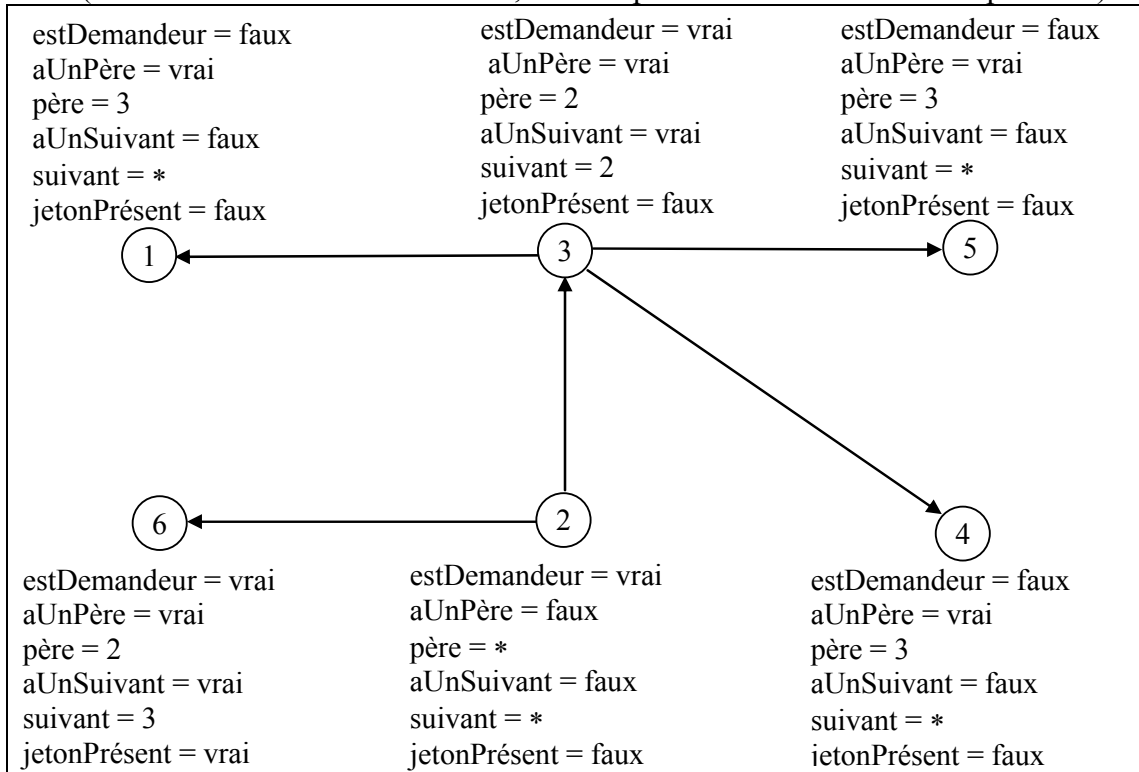 estDemandeur = faux
aUnPère = vrai
père = 3
aUnSuivant = faux
suivant = *
jetonPrésent = faux
estDemandeur = vrai
aUnPère = vrai
père = 2
aUnSuivant = vrai
suivant = 2
jetonPrésent = faux
estDemandeur = faux
aUnPère = vrai
père = 3
aUnSuivant = faux
suivant = *
jetonPrésent = faux
1
3
5
6
2
4
estDemandeur = vrai
aUnPère = vrai
père = 2
aUnSuivant = vrai
suivant = 3
jetonPrésent = vrai
estDemandeur = vrai
aUnPère = faux
père = *
aUnSuivant = faux
suivant = *
jetonPrésent = faux
estDemandeur = faux
aUnPère = vrai
père = 3
aUnSuivant = faux
suivant = *
jetonPrésent = faux